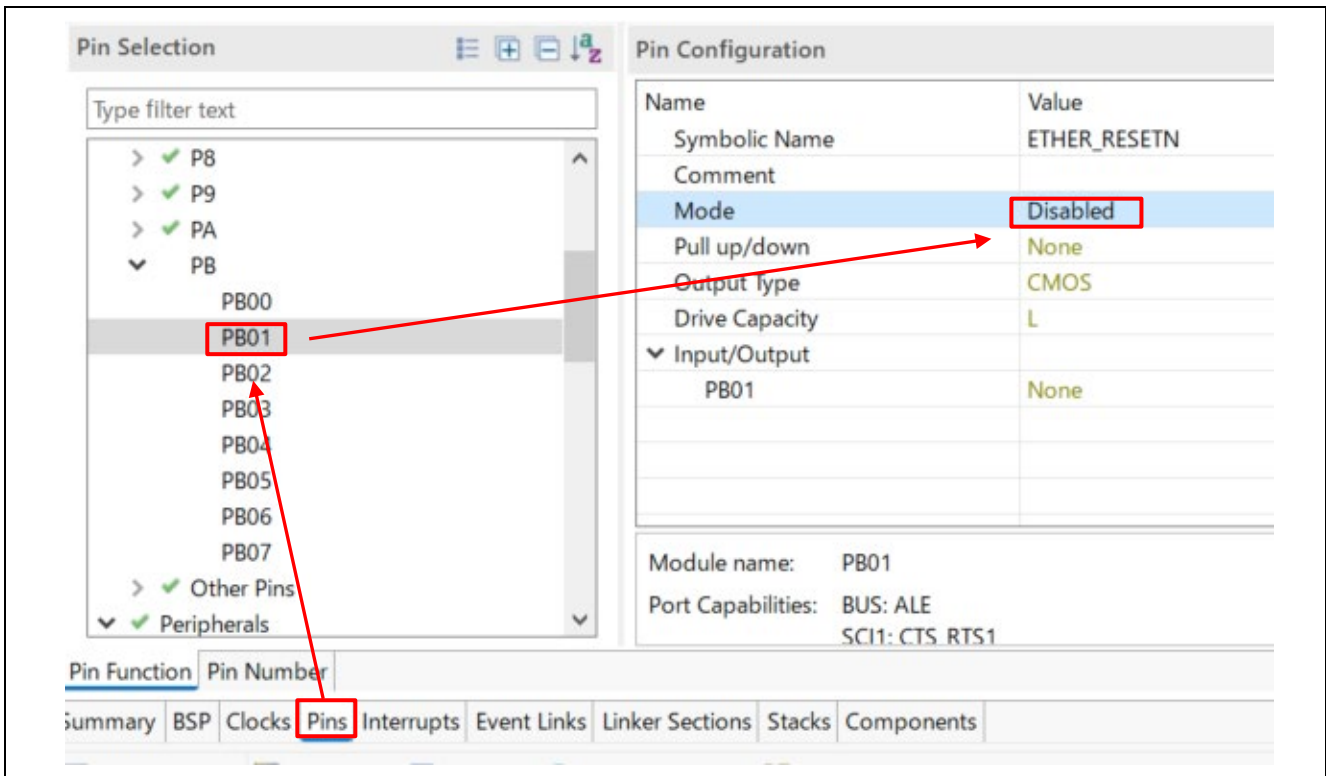 Pin Selection
Type filter text
P8
P9
PA
PB
PB00
PB01
PB02
PB03
PB04
PB05
PB06
PB07
Other Pins
Peripherals
Pin Configuration
Name Value
Symbolic Name ETHER_RESETN
Comment
Mode Disabled
Pull up/down None
Output Type CMOS
Drive Capacity L
Input/Output
PB01 None
Module name: PB01
Port Capabilities: BUS: ALE
SCI1: CTS_RTS1
Pin Function Pin Number
Summary BSP Clocks Pins Interrupts Event Links Linker Sections Stacks Components